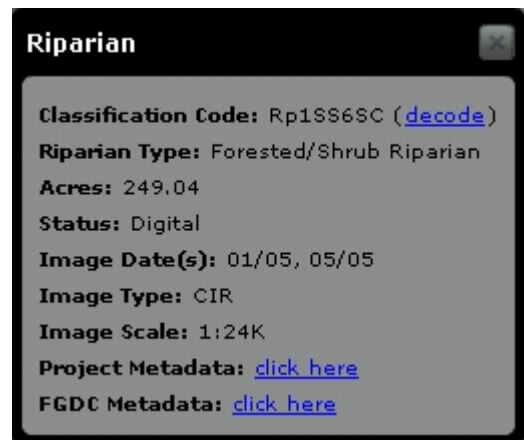 Riparian
Classification Code: Rp1SS6SC (decode)
Riparian Type: Forested/Shrub Riparian
Acres: 249.04
Status: Digital
Image Date(s): 01/05, 05/05
Image Type: CIR
Image Scale: 1:24K
Project Metadata: click here
FGDC Metadata: click here